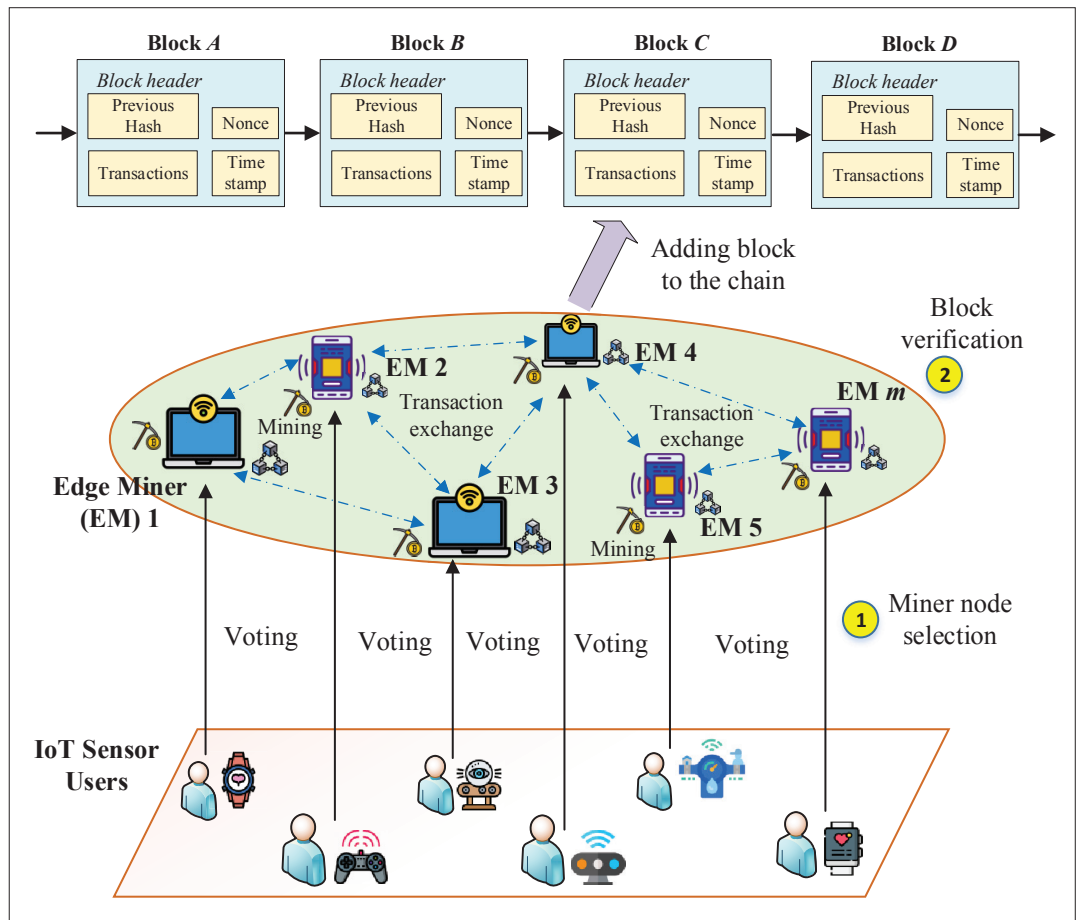 Block A
Block B
Block C
Block D
Block header
Previous
Hash
Nonce
Transactions
Time
stamp
Block header
Previous
Hash
Nonce
Transactions
Time
stamp
Block header
Previous
Hash
Nonce
Transactions
Time
stamp
Block header
Previous
Hash
Nonce
Transactions
Time
stamp
Adding block
to the chain
Block
verification
2
EM 2
EM 4
EM m
Mining
Transaction
exchange
Transaction
exchange
Edge Miner
(EM) 1
EM 3
EM 5
Mining
1
Miner node
selection
Voting
Voting
Voting
Voting
Voting
IoT Sensor
Users